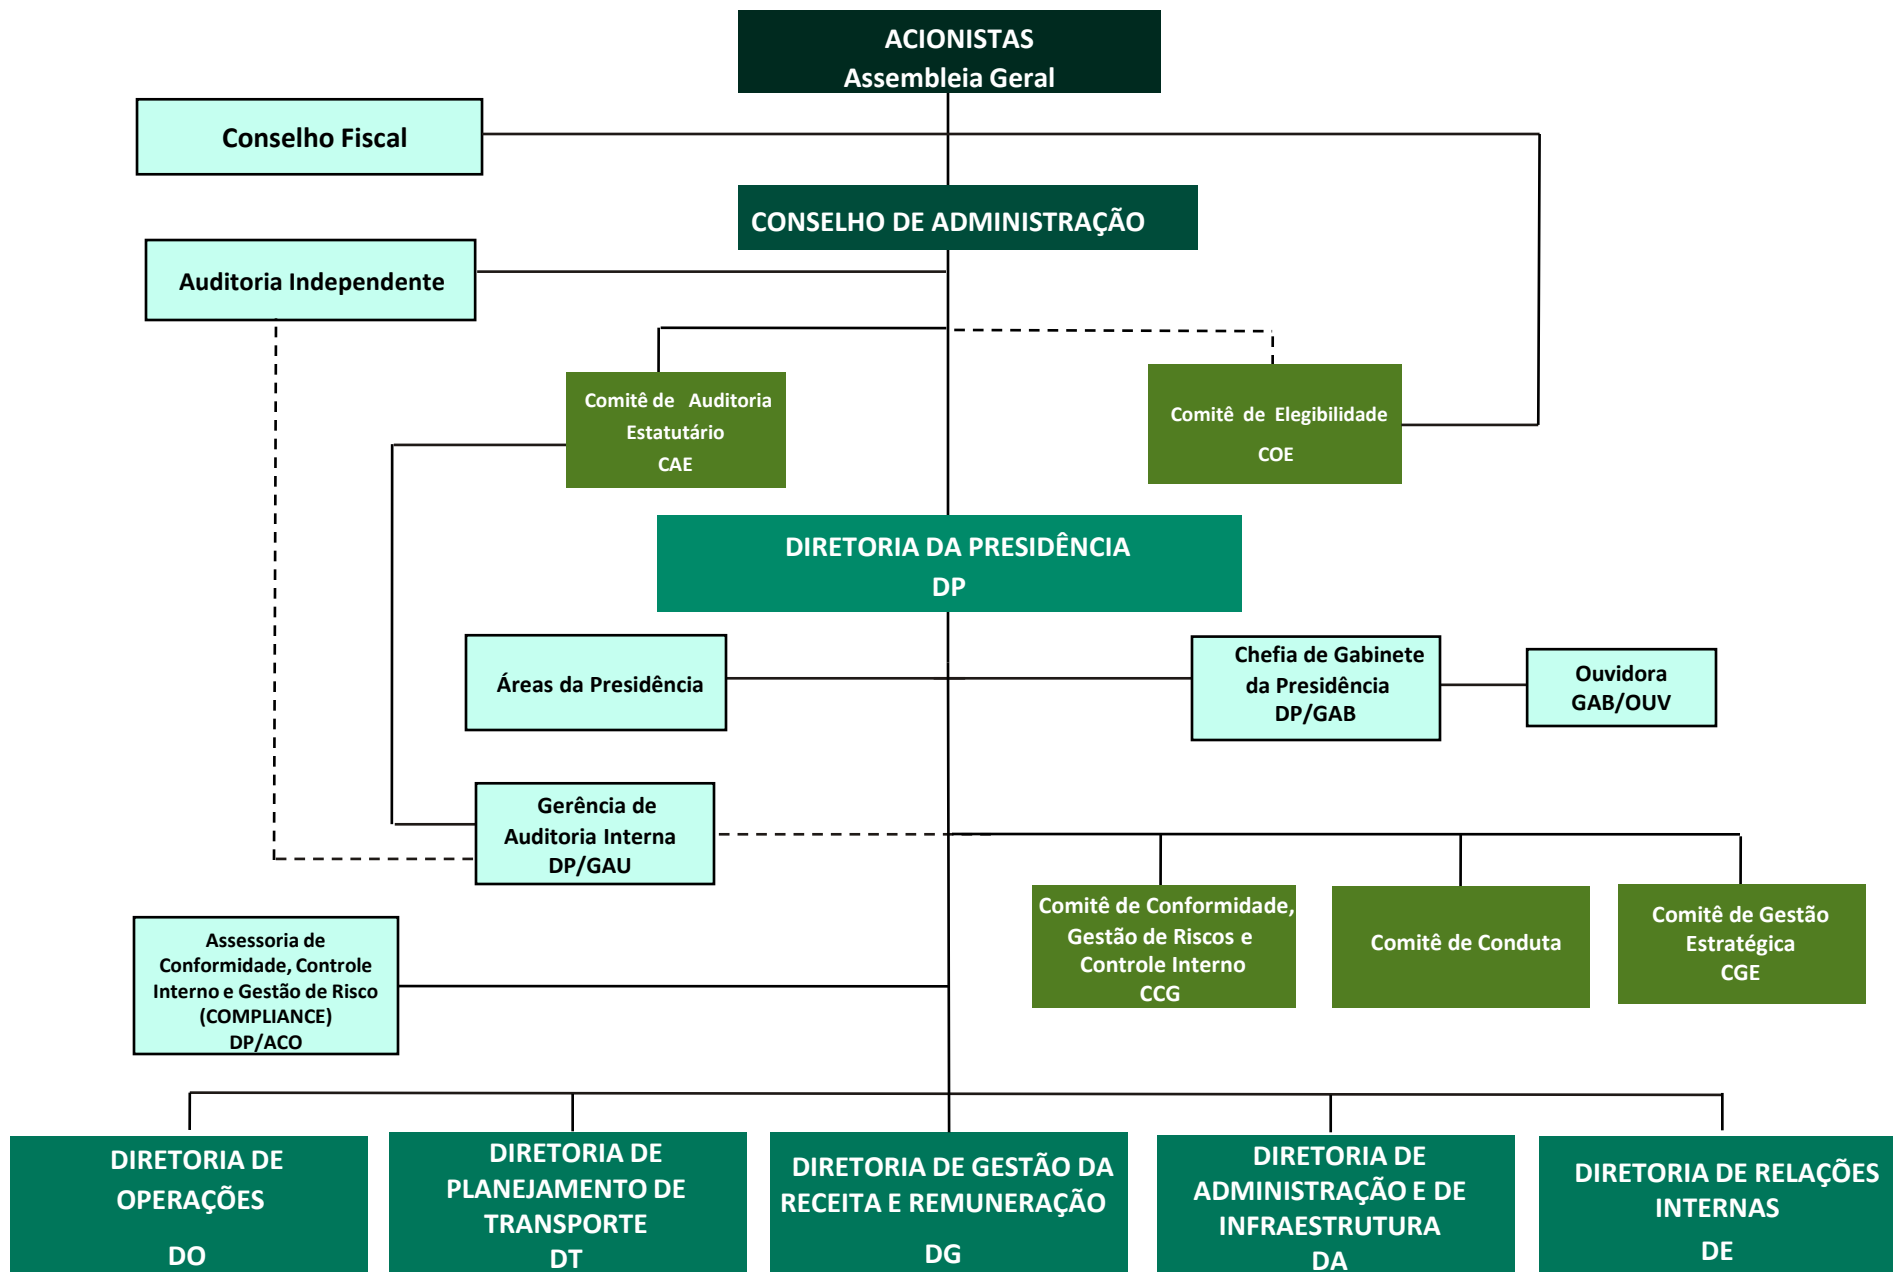 ACIONISTAS
Assembleia Geral
Conselho Fiscal
CONSELHO DE ADMINISTRAÇÃO
Auditoria Independente
Comitê de Auditoria
Estatutário
CAE
Comitê de Elegibilidade
COE
DIRETORIA DA PRESIDÊNCIA
DP
Áreas da Presidência
Chefia de Gabinete
da Presidência
DP/GAB
Ouvidora
GAB/OUV
Gerência de
Auditoria Interna
DP/GAU
Comitê de Conformidade,
Gestão de Riscos e
Controle Interno
CCG
Comitê de Conduta
Comitê de Gestão
Estratégica
CGE
Assessoria de
Conformidade, Controle
Interno e Gestão de Risco
(COMPLIANCE)
DP/ACO
DIRETORIA DE
OPERAÇÕES
DO
DIRETORIA DE
PLANEJAMENTO DE
TRANSPORTE
DT
DIRETORIA DE GESTÃO DA
RECEITA E REMUNERAÇÃO
DG
DIRETORIA DE
ADMINISTRAÇÃO E DE
INFRAESTRUTURA
DA
DIRETORIA DE RELAÇÕES
INTERNAS
DE